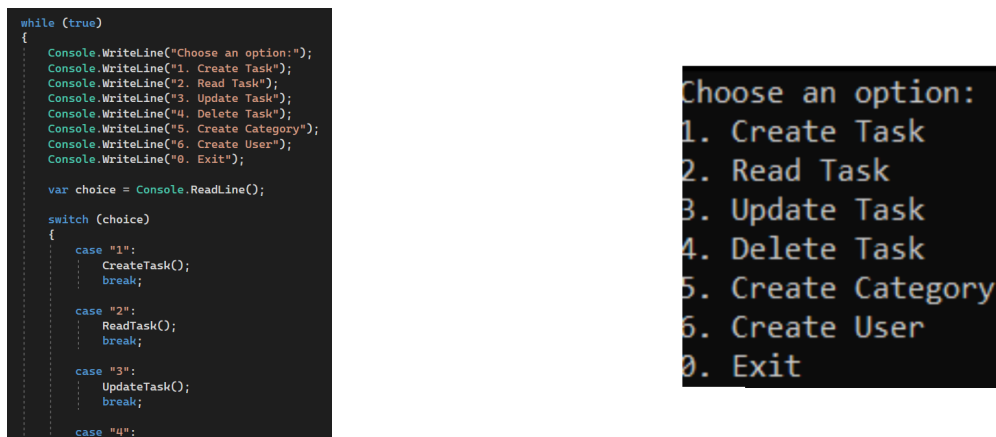 while (true)
{
Console.WriteLine("Choose an option:");
Console.WriteLine("1. Create Task");
Console.WriteLine("2. Read Task");
Console.WriteLine("3. Update Task");
Console.WriteLine("4. Delete Task");
Console.WriteLine("5. Create Category");
Console.WriteLine("6. Create User");
Console.WriteLine("0. Exit");
var choice = Console.ReadLine();
switch (choice)
{
case "1":
CreateTask();
break;
case "2":
ReadTask();
break;
case "3":
UpdateTask();
break;
case "4":
Choose an option:
1. Create Task
2. Read Task
3. Update Task
4. Delete Task
5. Create Category
6. Create User
0. Exit